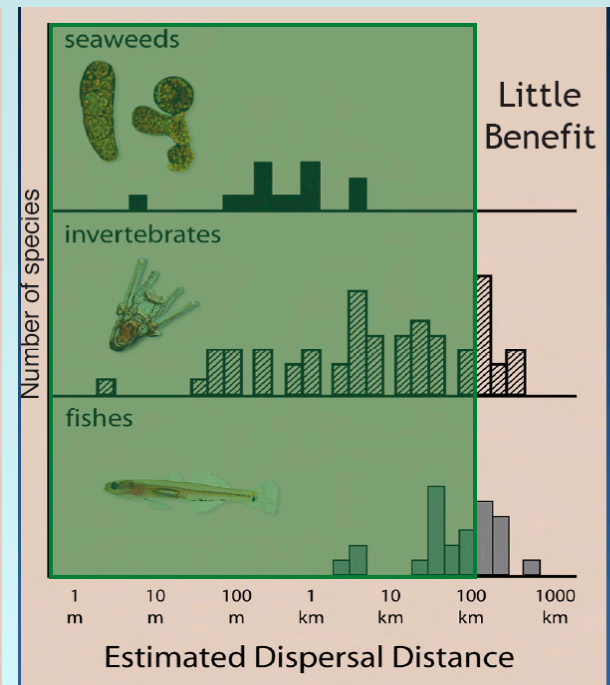 seaweeds
Little
Benefit
Number of species
invertebrates
fishes
1 10 100 1 10 100 1000
m m m km km km km
Estimated Dispersal Distance